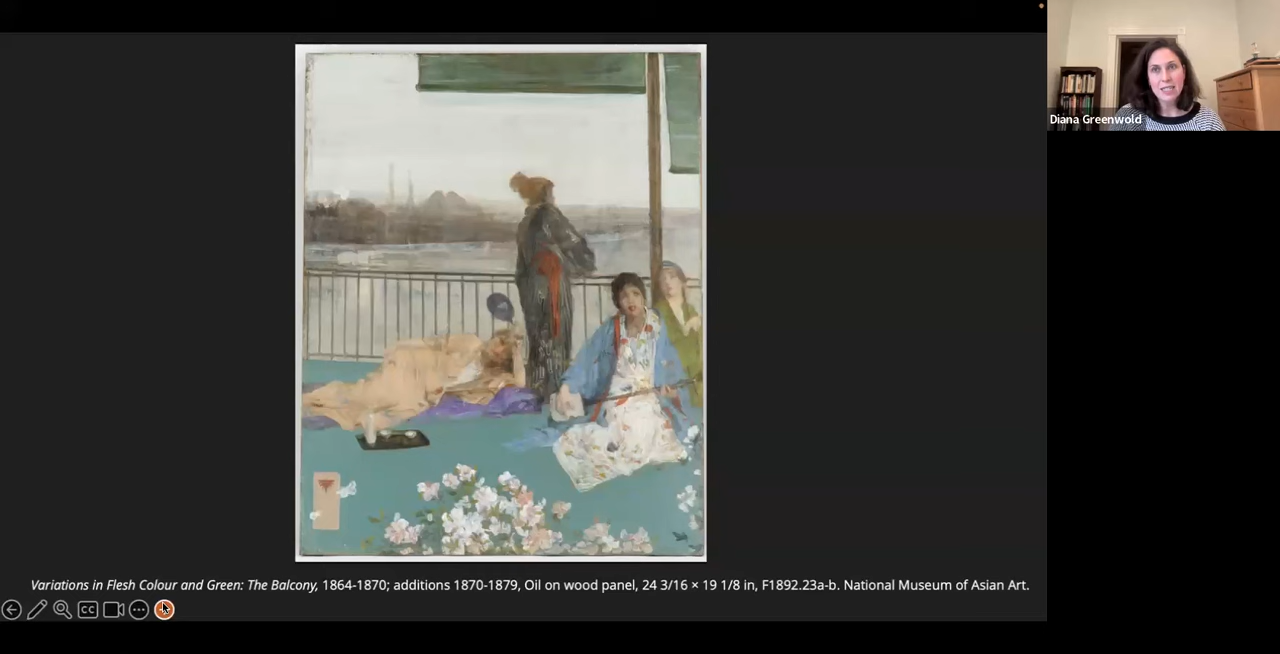 Diana Greenwold
Variations in Flesh Colour and Green: The Balcony, 1864-1870; additions 1870-1879, Oil on wood panel, 24 3/16 × 19 1/8 in, F1892.23a-b. National Museum of Asian Art.
CC